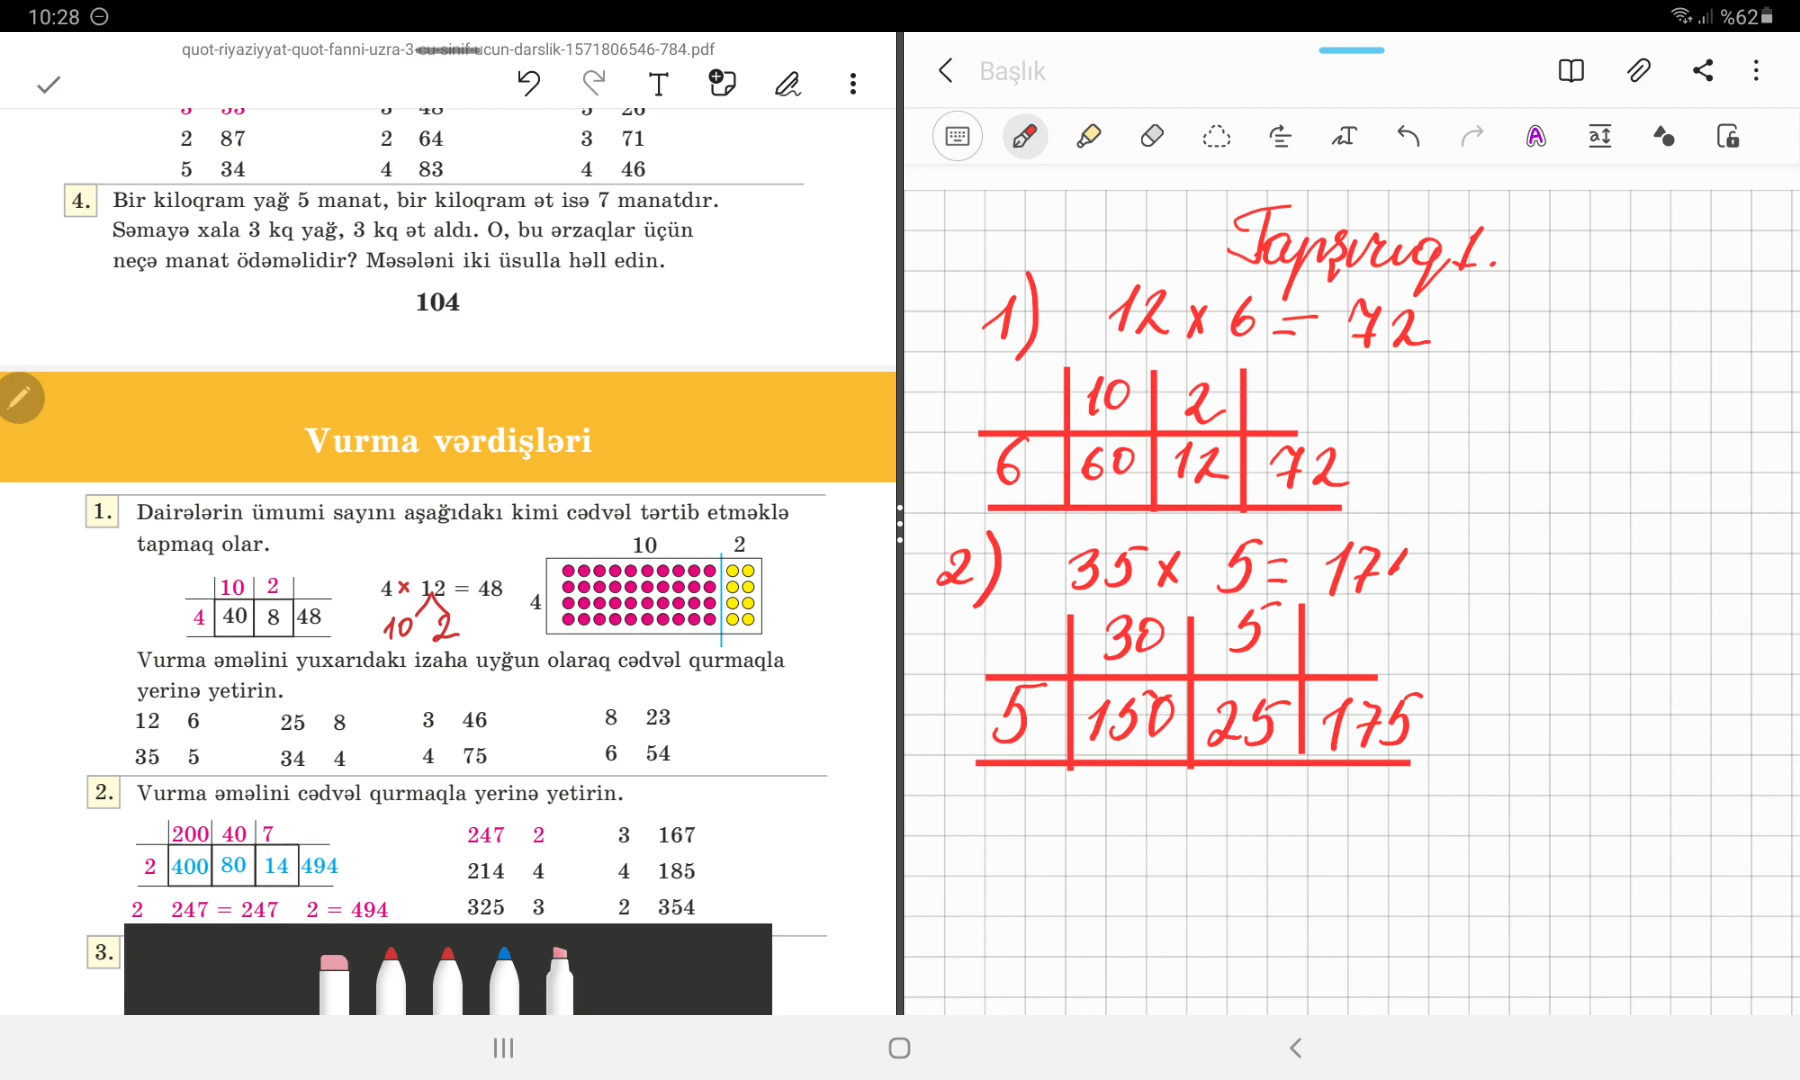 10:28
%62
quot-riyaziyyat-quot-fanni-uzra-3-cu-sinif-ucun-darslik-1571806546-784.pdf
Başlık
2 87 2 64 3 71
5 34 4 83 4 46
4. Bir kiloqram yağ 5 manat, bir kiloqram ət isə 7 manatdır.
Səmayə xala 3 kq yağ, 3 kq ət aldı. O, bu ərzaqlar üçün
neçə manat ödəməlidir? Məsələni iki üsulla həll edin.
104
Vurma vərdişləri
1. Dairələrin ümumi sayını aşağıdakı kimi cədvəl tərtib etməklə
tapmaq olar.
10 2
10 2
4 40 8 48
4 × 12 = 48
10 2
4
Vurma əməlini yuxarıdakı izaha uyğun olaraq cədvəl qurmaqla
yerinə yetirin.
12 6 25 8 3 46 8 23
35 5 34 4 4 75 6 54
2. Vurma əməlini cədvəl qurmaqla yerinə yetirin.
200 40 7
2 400 80 14 494
2 247 = 247 2 = 494
247 2 3 167
214 4 4 185
325 3 2 354
3.
Tapşırıq 1.
1) 12 × 6 = 72
10 2
6 60 12 72
2) 35 × 5 = 17
30 5
5 150 25 175